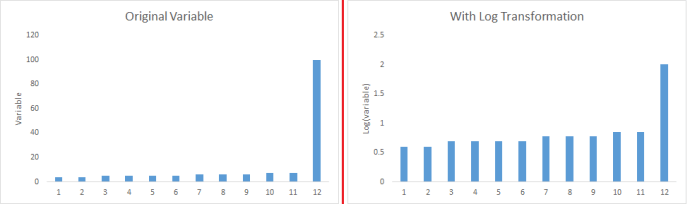 Original Variable
120
100
80
60
40
20
0
Variable
1 2 3 4 5 6 7 8 9 10 11 12
With Log Transformation
2.5
2
1.5
1
0.5
0
Log(variable)
1 2 3 4 5 6 7 8 9 10 11 12